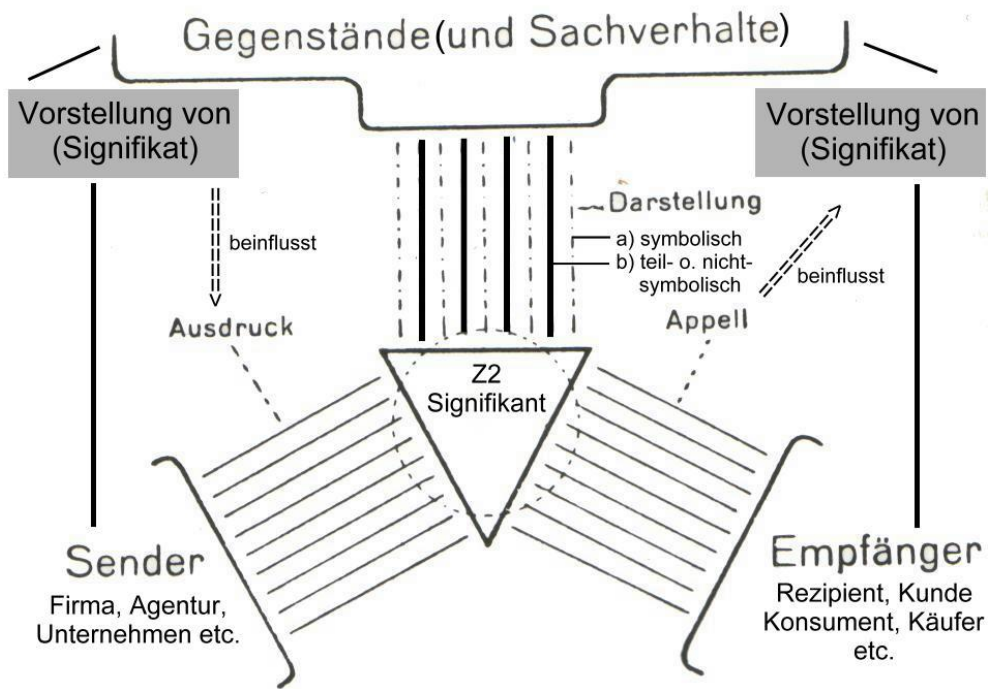 Gegenstände(und Sachverhalte)
Vorstellung von
(Signifikat)
Vorstellung von
(Signifikat)
Darstellung
a) symbolisch
b) teil- o. nicht-
symbolisch
beinflusst
beinflusst
Ausdruck
Appell
Z2
Signifikant
Sender
Firma, Agentur,
Unternehmen etc.
Empfänger
Rezipient, Kunde
Konsument, Käufer
etc.